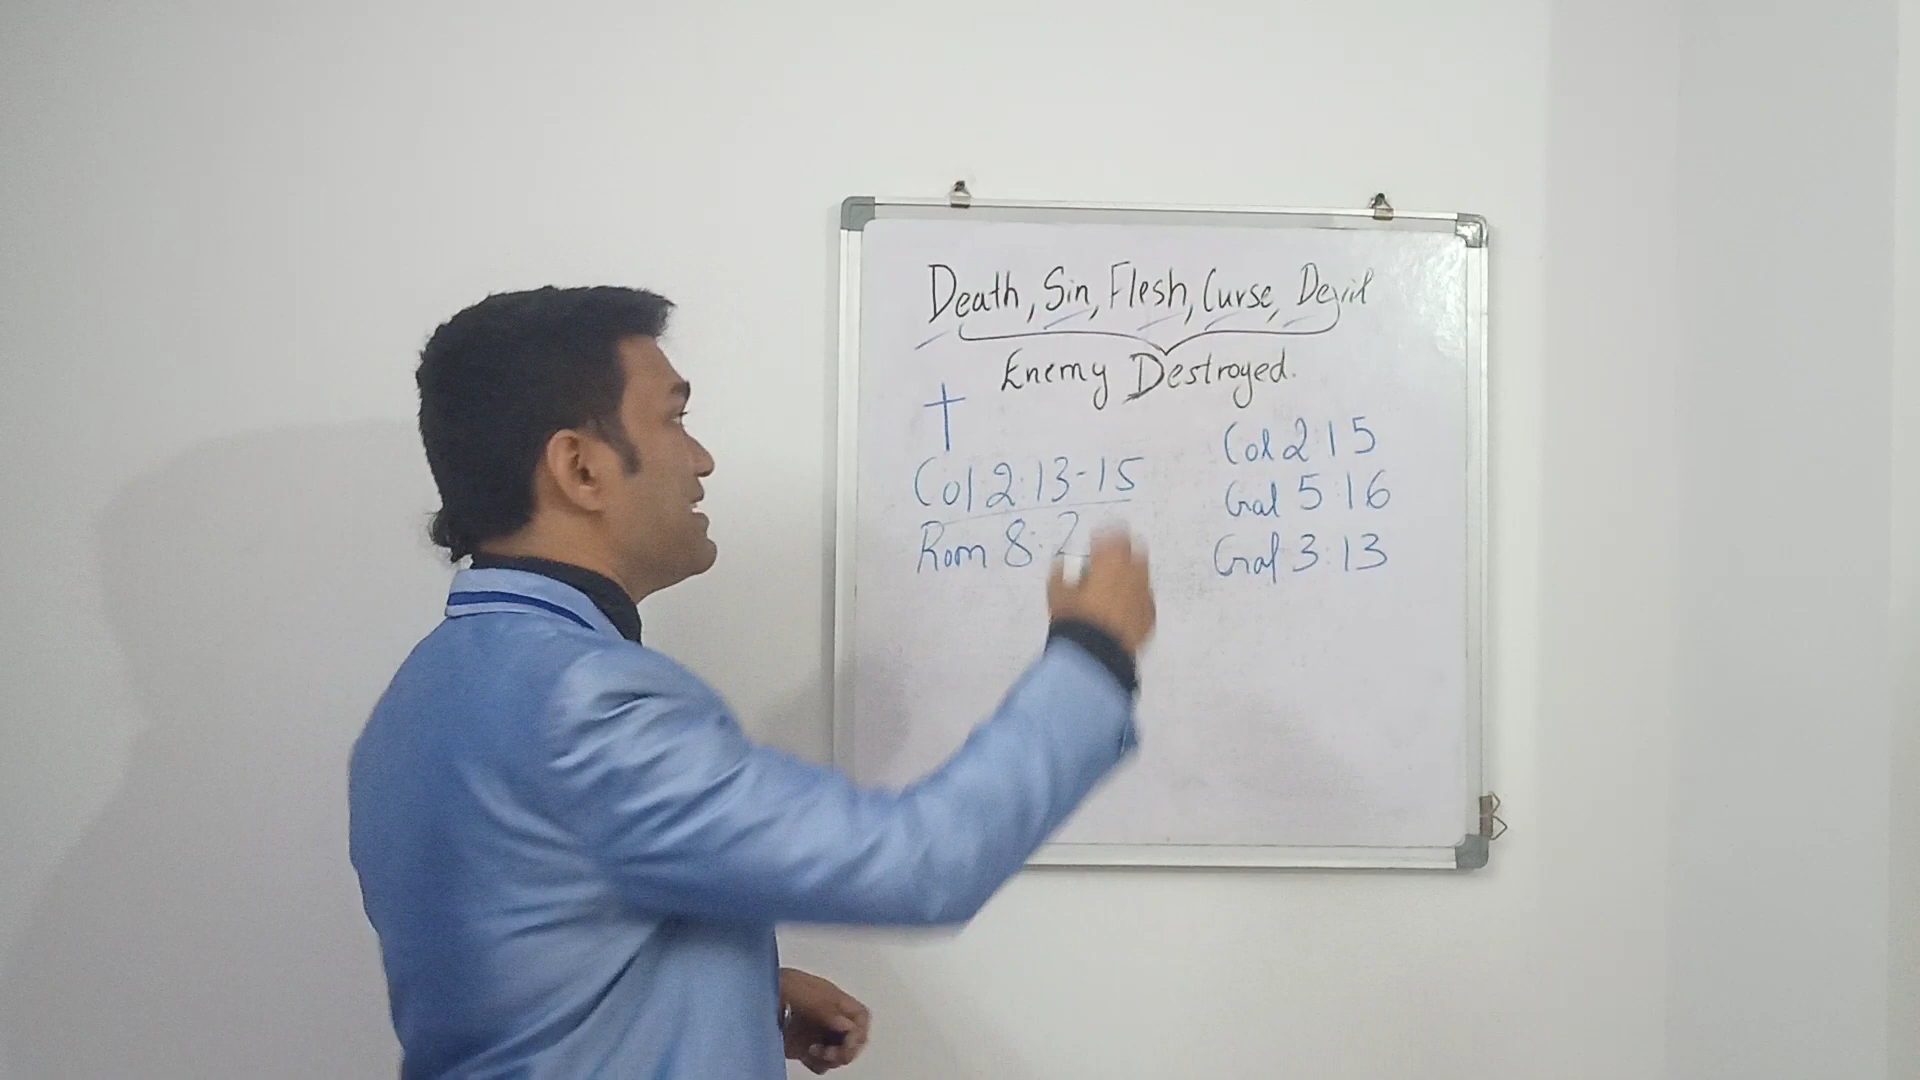 Death, Sin, Flesh, Curse, Devil
Enemy Destroyed.
Col 2:13-15
Rom 8:2
Col 2:15
Gal 5:16
Gal 3:13